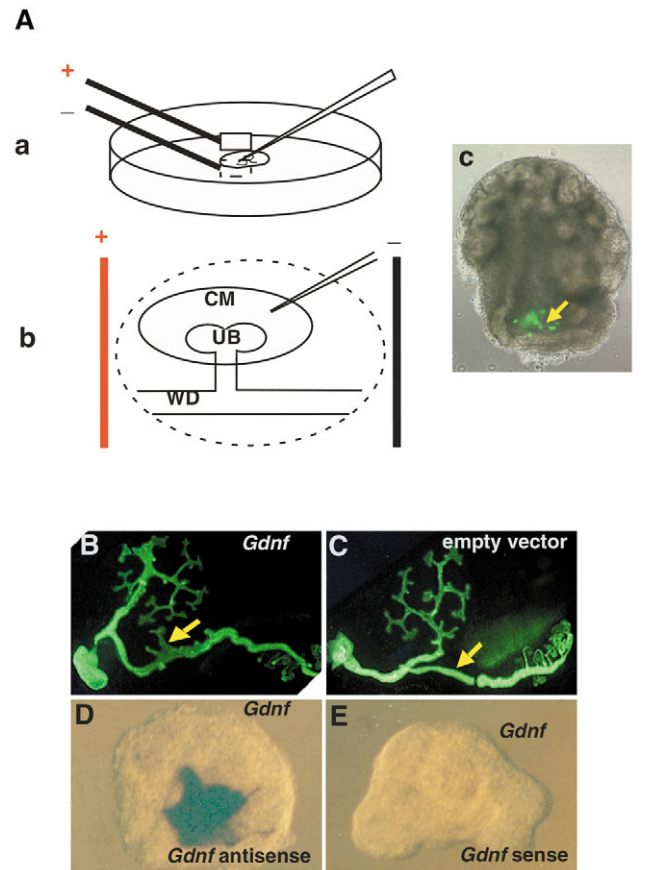 A
+
–
a
c
+
–
CM
UB
b
WD
B
Gdnf
C
empty vector
D
Gdnf
Gdnf antisense
E
Gdnf
Gdnf sense